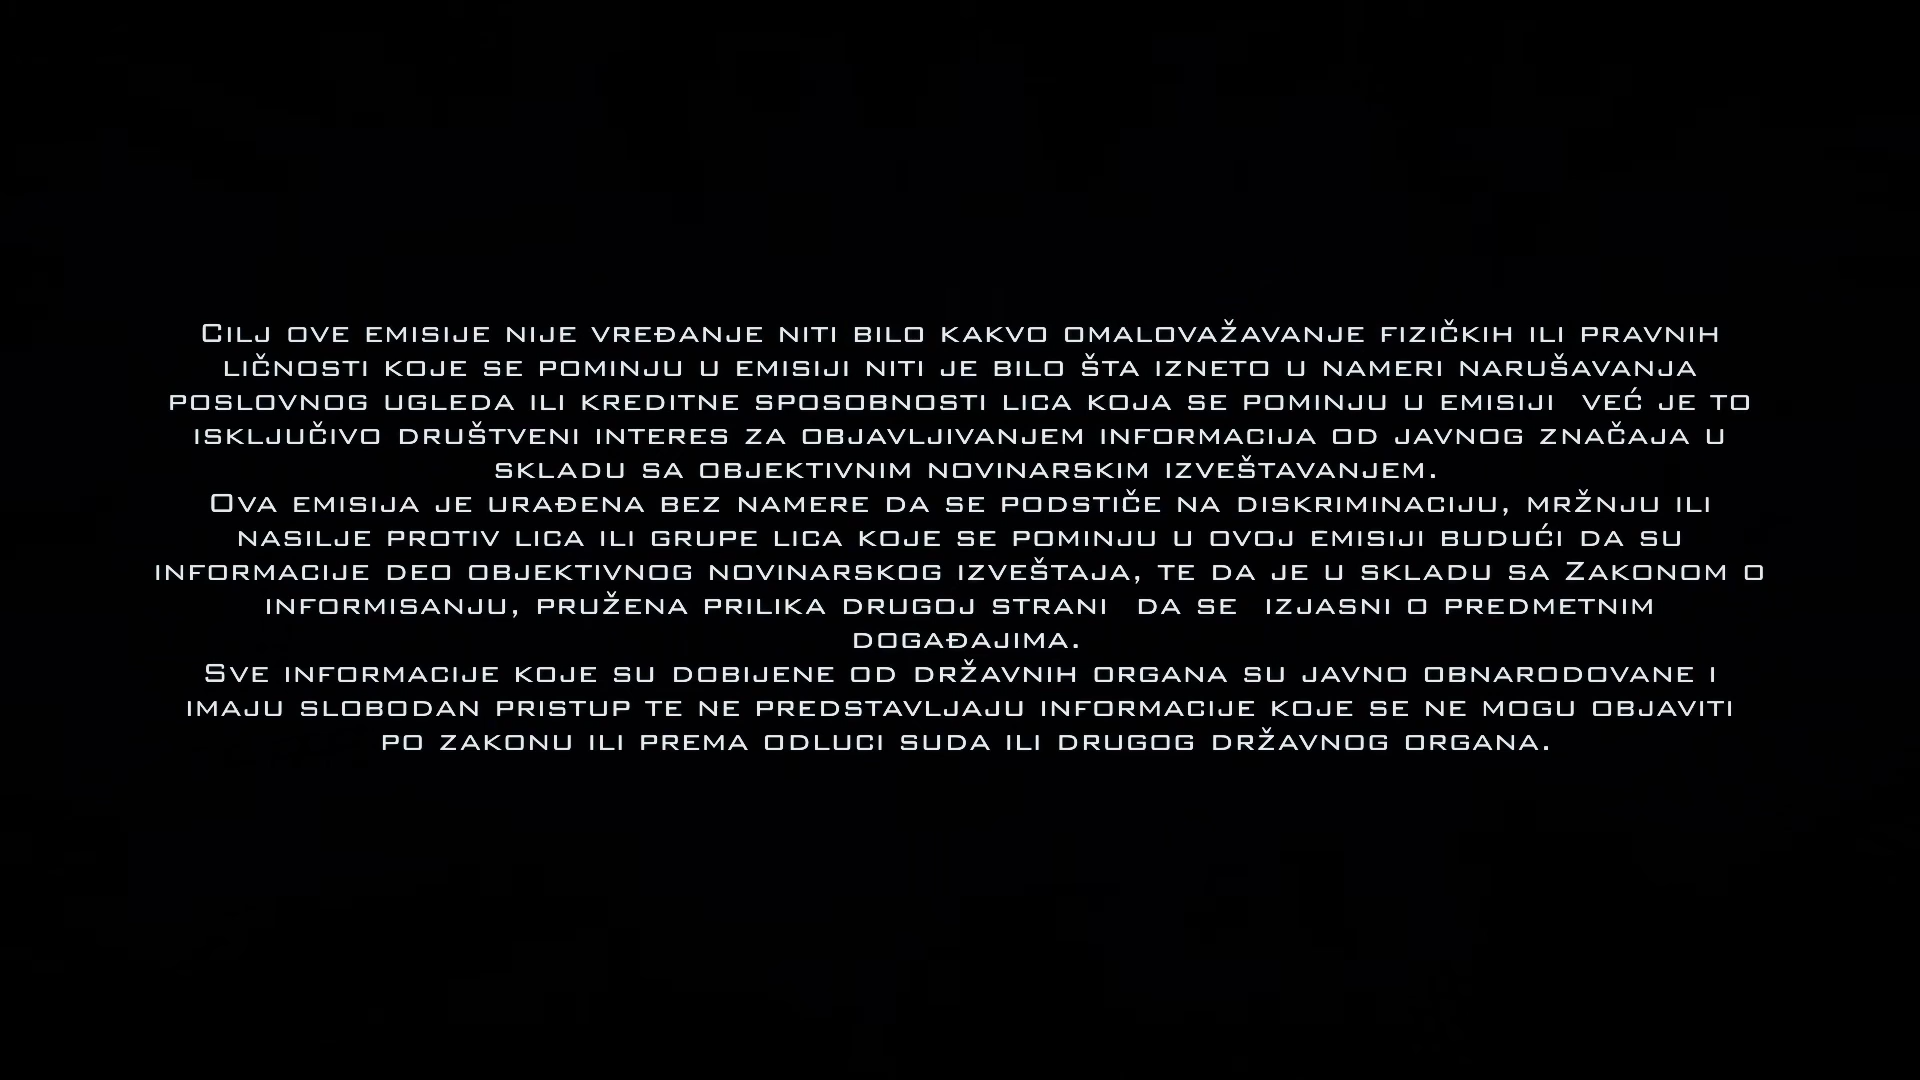 Cilj ove emisije nije vređanje niti bilo kakvo omalovažavanje fizičkih ili pravnih
ličnosti koje se pominju u emisiji niti je bilo šta izneto u nameri narušavanja
poslovnog ugleda ili kreditne sposobnosti lica koja se pominju u emisiji  već je to
isključivo društveni interes za objavljivanjem informacija od javnog značaja u
skladu sa objektivnim novinarskim izveštavanjem.
Ova emisija je urađena bez namere da se podstiče na diskriminaciju, mržnju ili
nasilje protiv lica ili grupe lica koje se pominju u ovoj emisiji budući da su
informacije deo objektivnog novinarskog izveštaja, te da je u skladu sa Zakonom o
informisanju, pružena prilika drugoj strani  da se  izjasni o predmetnim
događajima.
Sve informacije koje su dobijene od državnih organa su javno obnarodovane i
imaju slobodan pristup te ne predstavljaju informacije koje se ne mogu objaviti
po zakonu ili prema odluci suda ili drugog državnog organa.